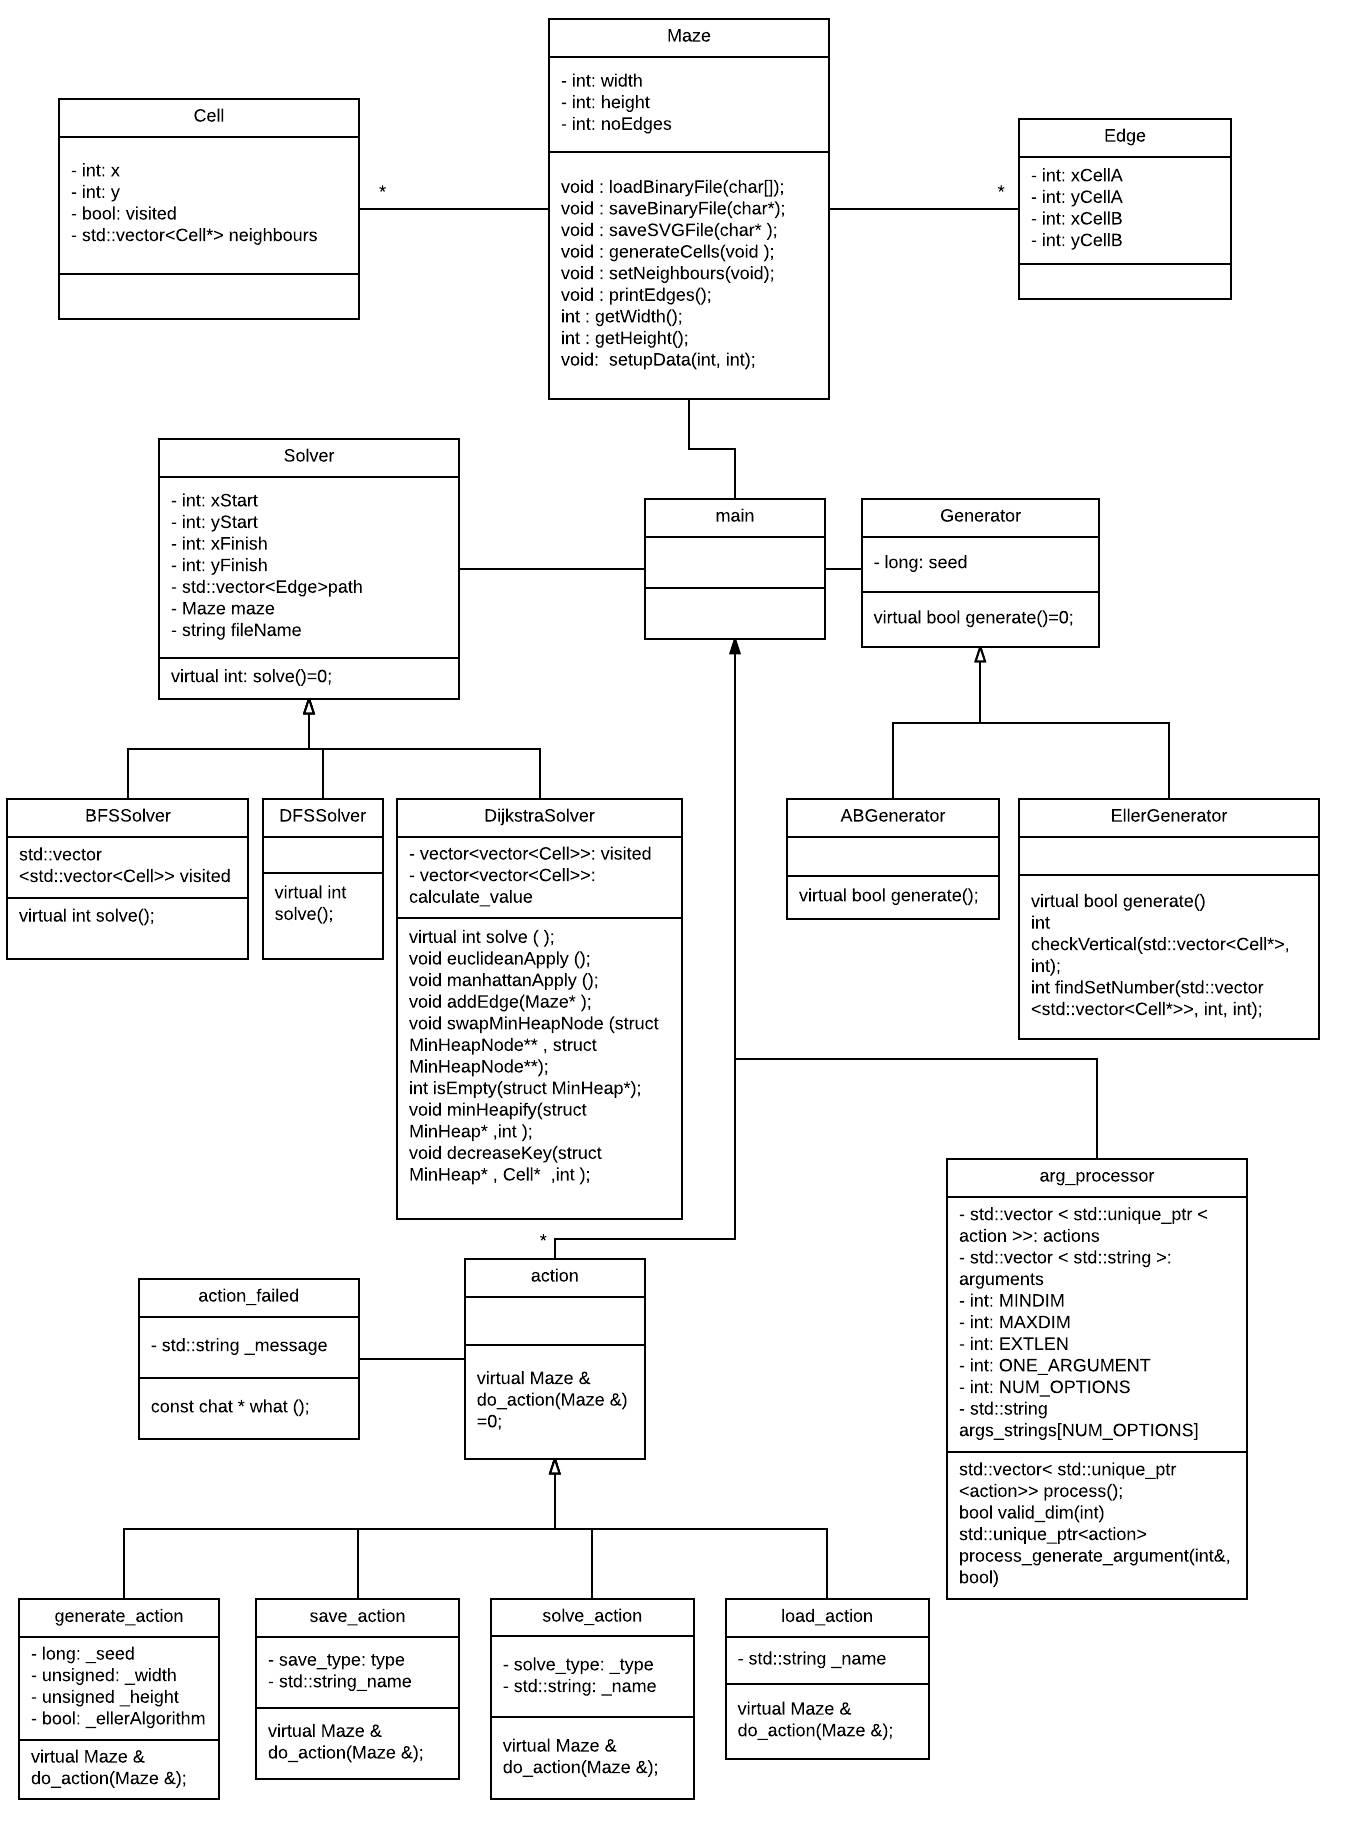 Maze
- int: width
- int: height
- int: noEdges
void : loadBinaryFile(char[]);
void : saveBinaryFile(char*);
void : saveSVGFile(char* );
void : generateCells(void );
void : setNeighbours(void);
void : printEdges();
int : getWidth();
int : getHeight();
void:  setupData(int, int);
Cell
- int: x
- int: y
- bool: visited
- std::vector<Cell*> neighbours
*
*
Edge
- int: xCellA
- int: yCellA
- int: xCellB
- int: yCellB
Solver
- int: xStart
- int: yStart
- int: xFinish
- int: yFinish
- std::vector<Edge>path
- Maze maze
- string fileName
virtual int: solve()=0;
main
Generator
- long: seed
virtual bool generate()=0;
BFSSolver
std::vector
<std::vector<Cell>> visited
virtual int solve();
DFSSolver
virtual int
solve();
DijkstraSolver
- vector<vector<Cell>>: visited
- vector<vector<Cell>>:
calculate_value
virtual int solve ( );
void euclideanApply ();
void manhattanApply ();
void addEdge(Maze* );
void swapMinHeapNode (struct
MinHeapNode** , struct
MinHeapNode**);
int isEmpty(struct MinHeap*);
void minHeapify(struct
MinHeap* ,int );
void decreaseKey(struct
MinHeap* , Cell*  ,int );
ABGenerator
virtual bool generate();
EllerGenerator
virtual bool generate()
int
checkVertical(std::vector<Cell*>,
int);
int findSetNumber(std::vector
<std::vector<Cell*>>, int, int);
arg_processor
- std::vector < std::unique_ptr <
action >>: actions
- std::vector < std::string >:
arguments
- int: MINDIM
- int: MAXDIM
- int: EXTLEN
- int: ONE_ARGUMENT
- int: NUM_OPTIONS
- std::string
args_strings[NUM_OPTIONS]
std::vector< std::unique_ptr
<action>> process();
bool valid_dim(int)
std::unique_ptr<action>
process_generate_argument(int&,
bool)
*
action
virtual Maze &
do_action(Maze &)
=0;
action_failed
- std::string _message
const chat * what ();
generate_action
- long: _seed
- unsigned: _width
- unsigned _height
- bool: _ellerAlgorithm
virtual Maze &
do_action(Maze &);
save_action
- save_type: type
- std::string_name
virtual Maze &
do_action(Maze &);
solve_action
- solve_type: _type
- std::string: _name
virtual Maze &
do_action(Maze &);
load_action
- std::string _name
virtual Maze &
do_action(Maze &);